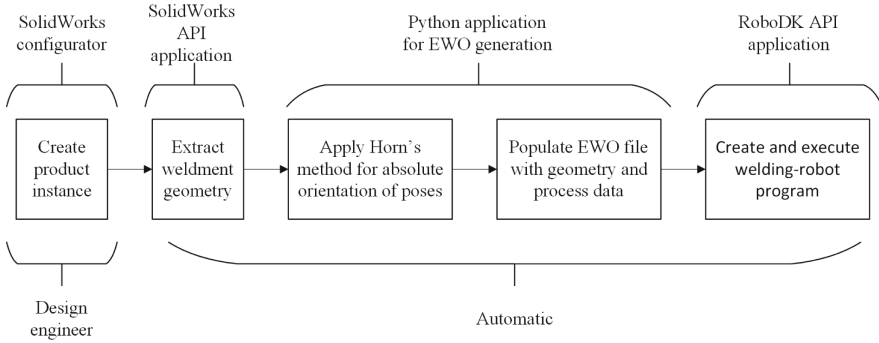 SolidWorks
configurator
SolidWorks
API
application
Python application
for EWO generation
RoboDK API
application
Create
product
instance
Extract
weldment
geometry
Apply Horn`s
method for absolute
orientation of poses
Populate EWO file
with geometry and
process data
Create and execute
welding-robot
program
Design
engineer
Automatic